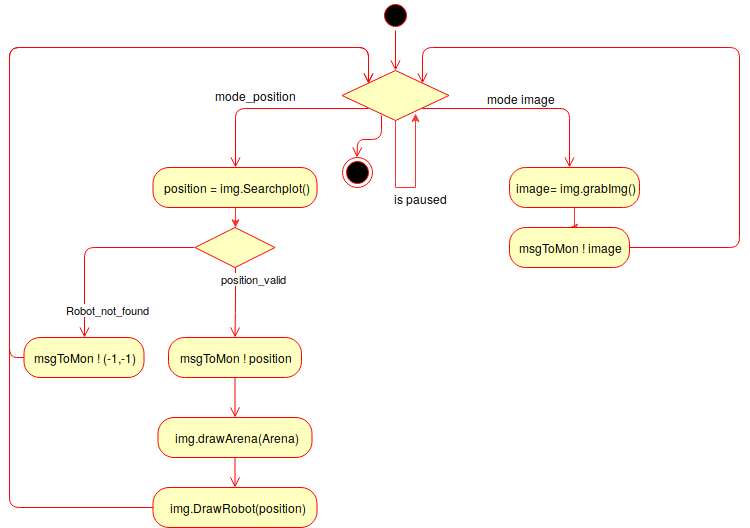 mode_position
mode image
position = img.Searchplot()
image= img.grabImg()
is paused
msgToMon ! image
position_valid
Robot_not_found
msgToMon ! (-1,-1)
msgToMon ! position
img.drawArena(Arena)
img.DrawRobot(position)